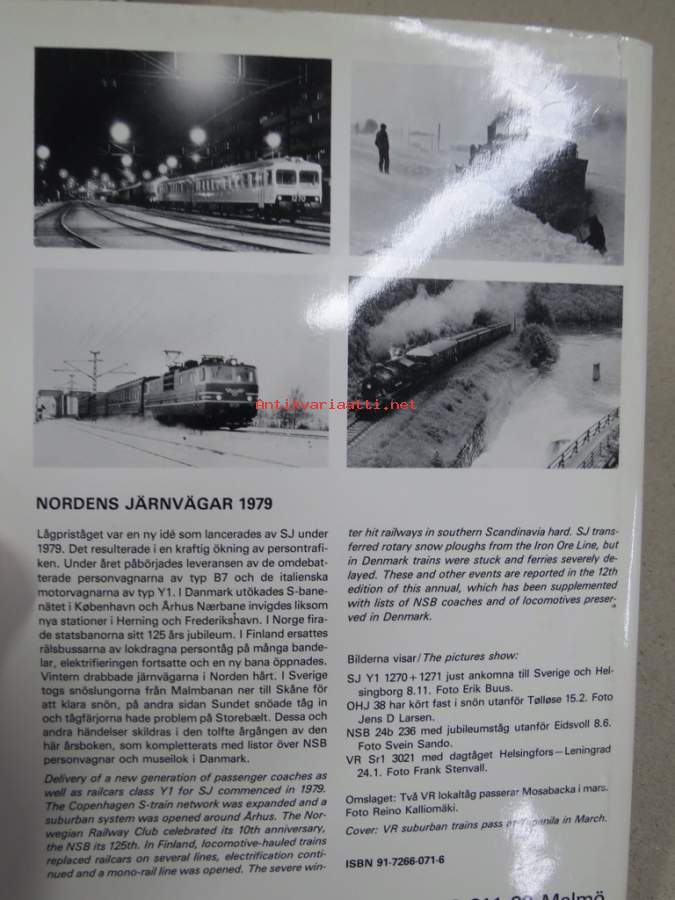 Antikvariaatti.net
NORDENS JÄRNVÄGAR 1979
Lågpriståget var en ny idé som lancerades av SJ under
1979. Det resulterade i en kraftig ökning av persontrafi-
ken. Under året påbörjades leveransen av de omdebat-
terade personvagnarna av typ B7 och de italienska
motorvagnarna av typ Y1. I Danmark utökades S-bane-
nätet i København och Århus Nærbane invigdes liksom
nya stationer i Herning och Frederikshavn. I Norge fira-
de statsbanorna sitt 125 års jubileum. I Finland ersattes
rälsbussarna av lokdragna persontåg på många bande-
lar, elektrifieringen fortsatte och en ny bana öppnades.
Vintern drabbade järnvägarna i Norden hårt. I Sverige
togs snöslungorna från Malmbanan ner till Skåne för
att klara snön, på andra sidan Sundet snöade tåg in
och tågfärjorna hade problem på Storebælt. Dessa och
andra händelser skildras i den tolfte årgången av den
här årsboken, som kompletterats med listor över NSB
personvagnar och museilok i Danmark.
Delivery of a new generation of passenger coaches as
well as railcars class Y1 for SJ commenced in 1979.
The Copenhagen S-train network was expanded and a
suburban system was opened around Århus. The Nor-
wegian Railway Club celebrated its 10th anniversary,
the NSB its 125th. In Finland, locomotive-hauled trains
replaced railcars on several lines, electrification conti-
nued and a mono-rail line was opened. The severe win-
ter hit railways in southern Scandinavia hard. SJ trans-
ferred rotary snow ploughs from the Iron Ore Line, but
in Denmark trains were stuck and ferries severely de-
layed. These and other events are reported in the 12th
edition of this annual, which has been supplemented
with lists of NSB coaches and of locomotives preser-
ved in Denmark.
Bilderna visar/The pictures show:
SJ Y1 1270+1271 just ankomna till Sverige och Hel-
singborg 8.11. Foto Erik Buus.
OHJ 38 har kört fast i snön utanför Tølløse 15.2. Foto
Jens D Larsen.
NSB 24b 236 med jubileumståg utanför Eidsvoll 8.6.
Foto Svein Sando.
VR Sr1 3021 med dagtåget Helsingfors—Leningrad
24.1. Foto Frank Stenvall.
Omslaget: Två VR lokaltåg passerar Mosabacka i mars.
Foto Reino Kalliomäki.
Cover: VR suburban trains pass at Tapanila in March.
ISBN 91-7266-071-6
Malmö